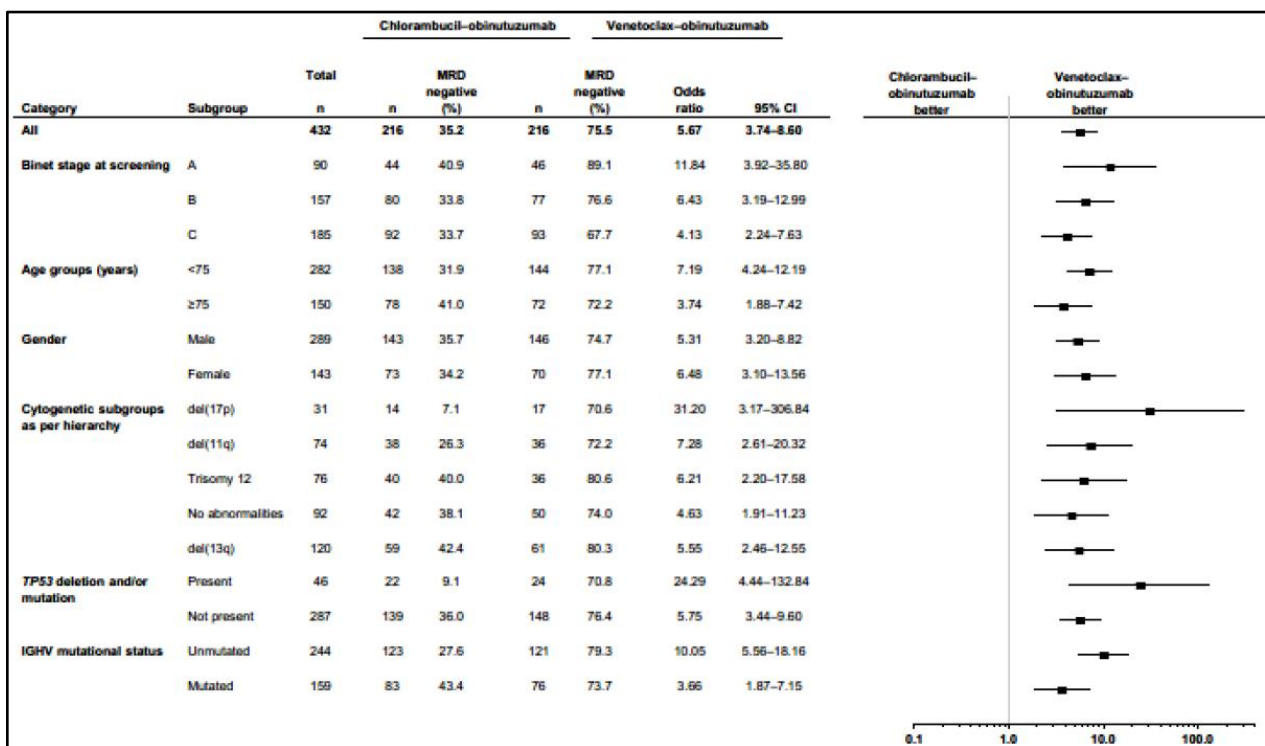 Chlorambucil–obinutuzumab Venetoclax–obinutuzumab
Total MRD MRD Chlorambucil– Venetoclax–
negative negative Odds obinutuzumab obinutuzumab
Category Subgroup n n (%) n (%) ratio 95% CI better better
All 432 216 35.2 216 75.5 5.67 3.74–8.60
Binet stage at screening A 90 44 40.9 46 89.1 11.84 3.92–35.80
B 157 80 33.8 77 76.6 6.43 3.19–12.99
C 185 92 33.7 93 67.7 4.13 2.24–7.63
Age groups (years) <75 282 138 31.9 144 77.1 7.19 4.24–12.19
≥75 150 78 41.0 72 72.2 3.74 1.88–7.42
Gender Male 289 143 35.7 146 74.7 5.31 3.20–8.82
Female 143 73 34.2 70 77.1 6.48 3.10–13.56
Cytogenetic subgroups del(17p) 31 14 7.1 17 70.6 31.20 3.17–306.84
as per hierarchy
del(11q) 74 38 26.3 36 72.2 7.28 2.61–20.32
Trisomy 12 76 40 40.0 36 80.6 6.21 2.20–17.58
No abnormalities 92 42 38.1 50 74.0 4.63 1.91–11.23
del(13q) 120 59 42.4 61 80.3 5.55 2.46–12.55
TP53 deletion and/or Present 46 22 9.1 24 70.8 24.29 4.44–132.84
mutation
Not present 287 139 36.0 148 76.4 5.75 3.44–9.60
IGHV mutational status Unmutated 244 123 27.6 121 79.3 10.05 5.56–18.16
Mutated 159 83 43.4 76 73.7 3.66 1.87–7.15
0.1 1.0 10.0 100.0